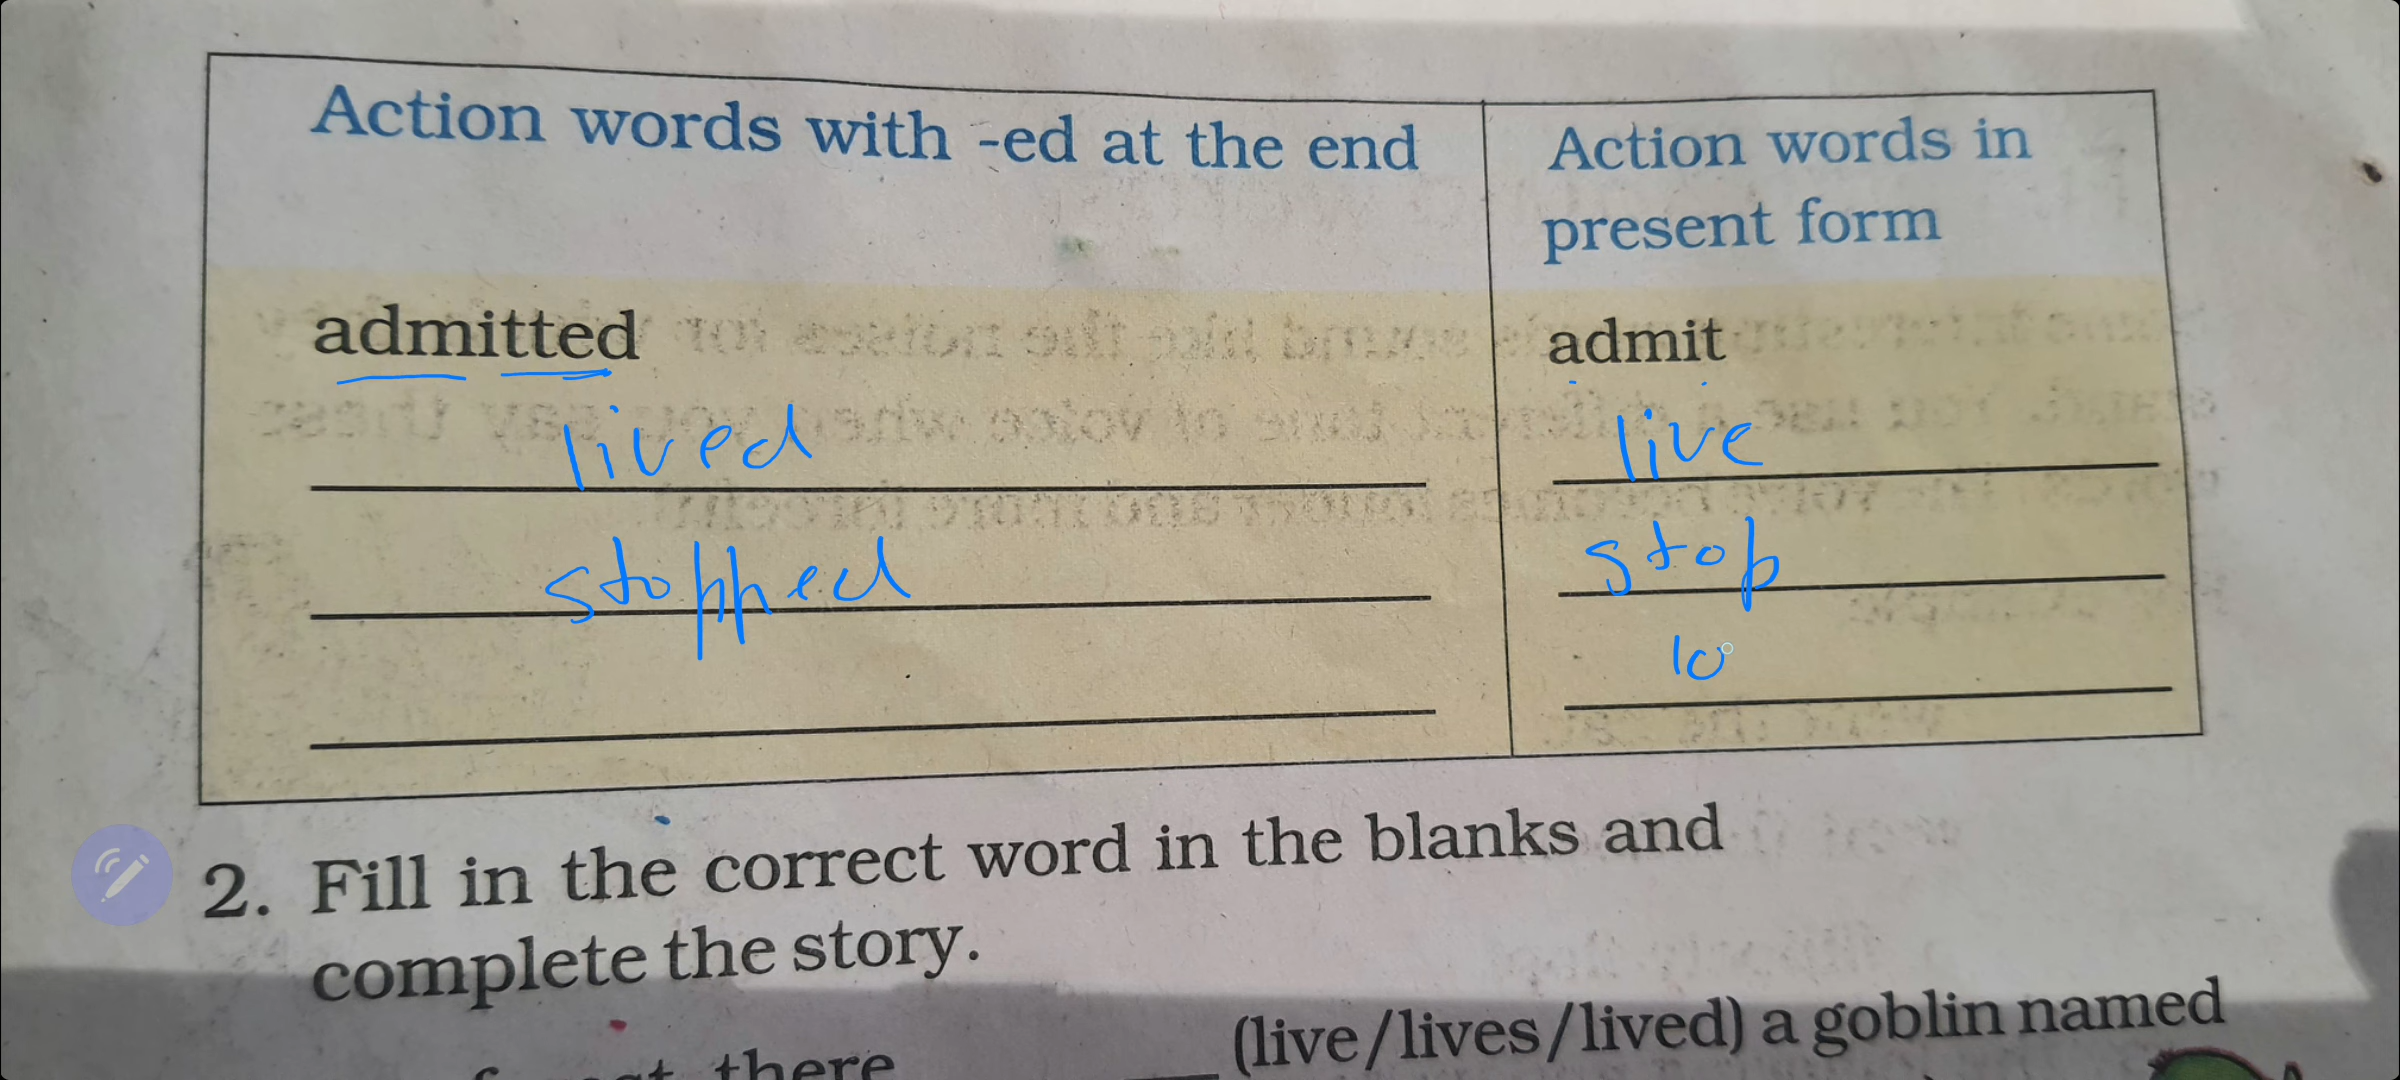 Action words with -ed at the end
Action words in
present form
admitted
admit
lived
live
stopped
stop
lo
2. Fill in the correct word in the blanks and
complete the story.
there
(live/lives/lived) a goblin named